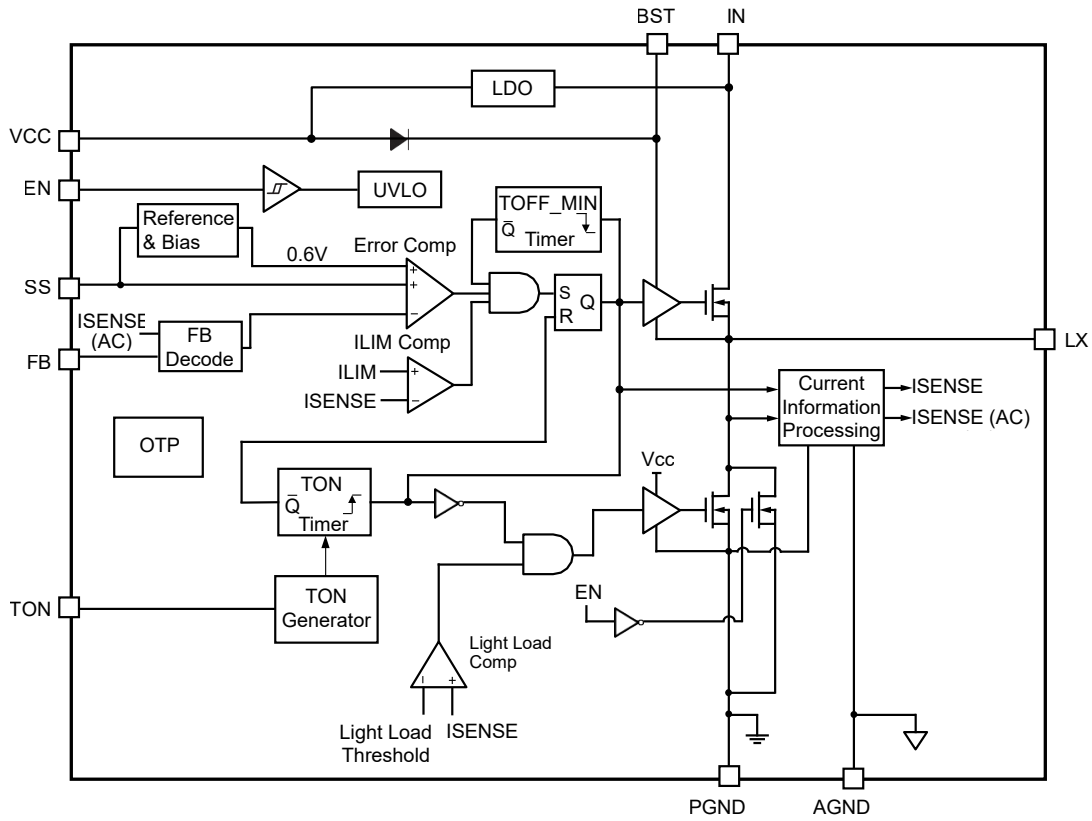 BST
IN
LDO
VCC
EN
UVLO
TOFF_MIN
Q̅
Timer
Reference
& Bias
0.6V
Error Comp
SS
+
+
−
S
R
Q
ISENSE
(AC)
FB
Decode
FB
ILIM Comp
ILIM
ISENSE
+
−
LX
Current
Information
Processing
ISENSE
ISENSE (AC)
OTP
TON
Q̅
Timer
Vcc
TON
TON
Generator
EN
Light Load
Comp
−
+
Light Load
Threshold
ISENSE
PGND
AGND